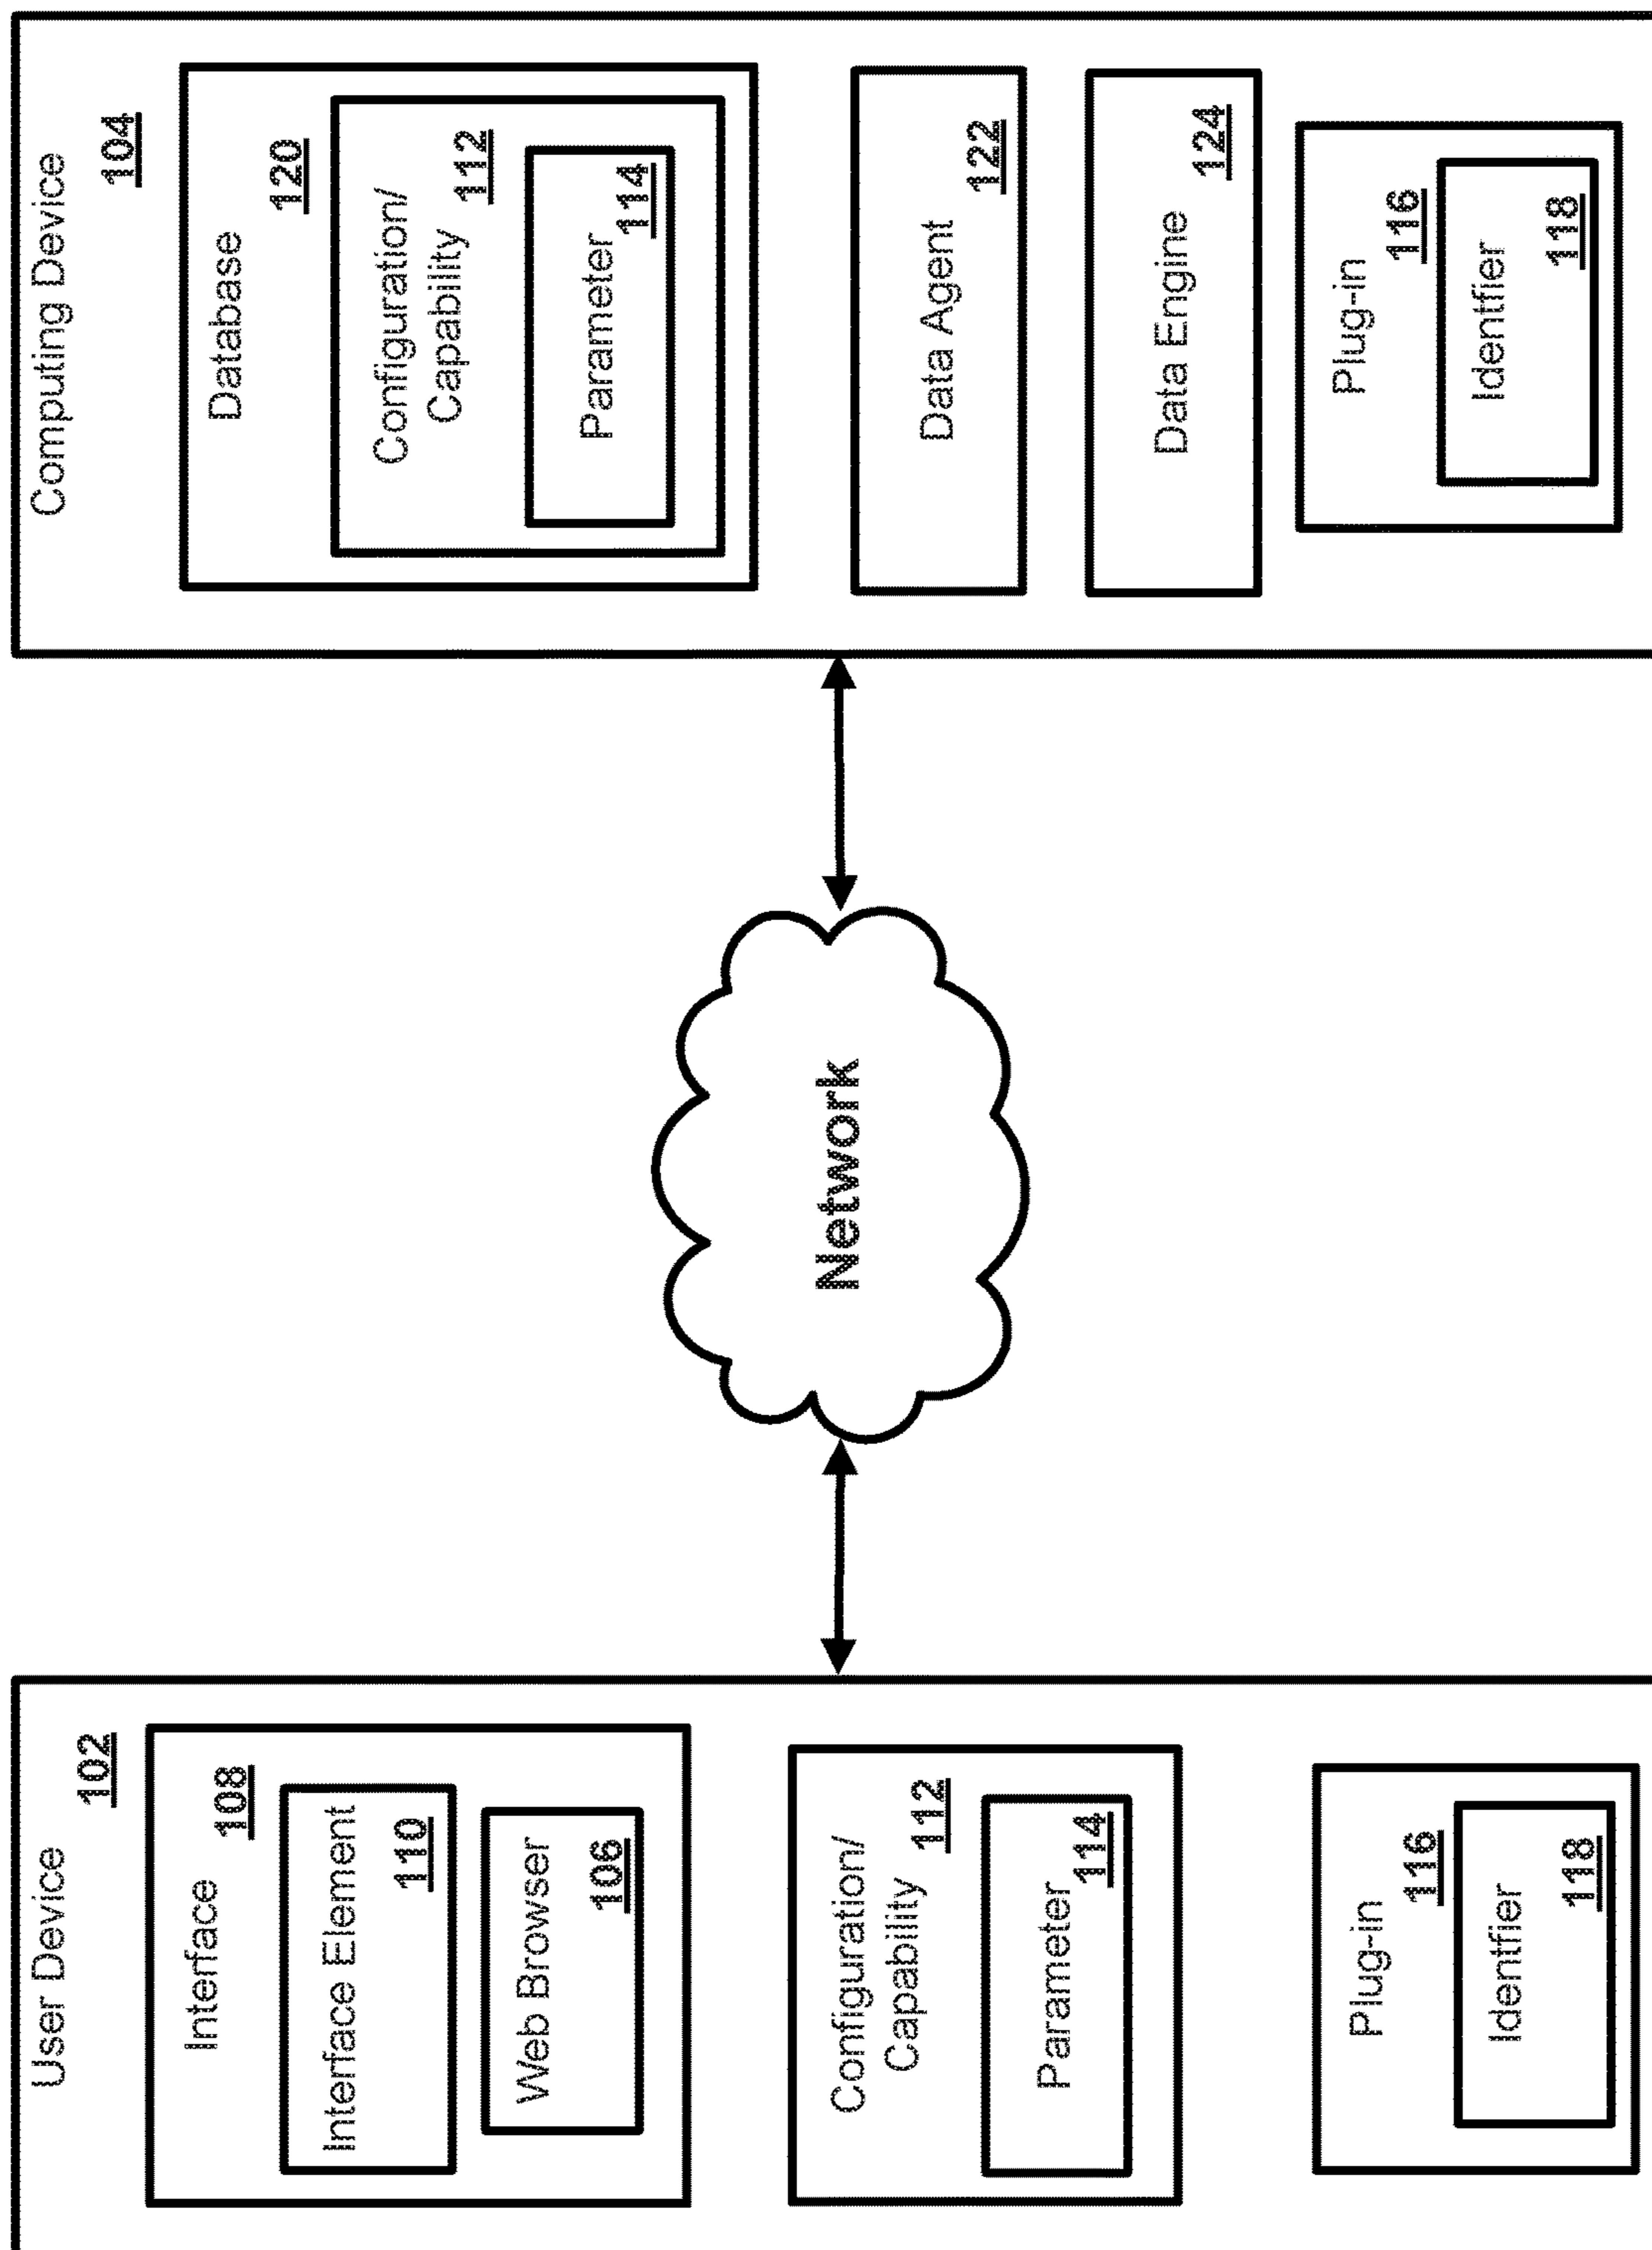 User Device
102
Interface
108
Interface Element
110
Web Browser
106
Configuration/
Capability
112
Parameter
114
Plug-in
116
Identfier
118
Network
Computing Device
104
Database
120
Configuration/
Capability
112
Parameter
114
Data Agent
122
Data Engine
124
Plug-in
116
Identfier
118